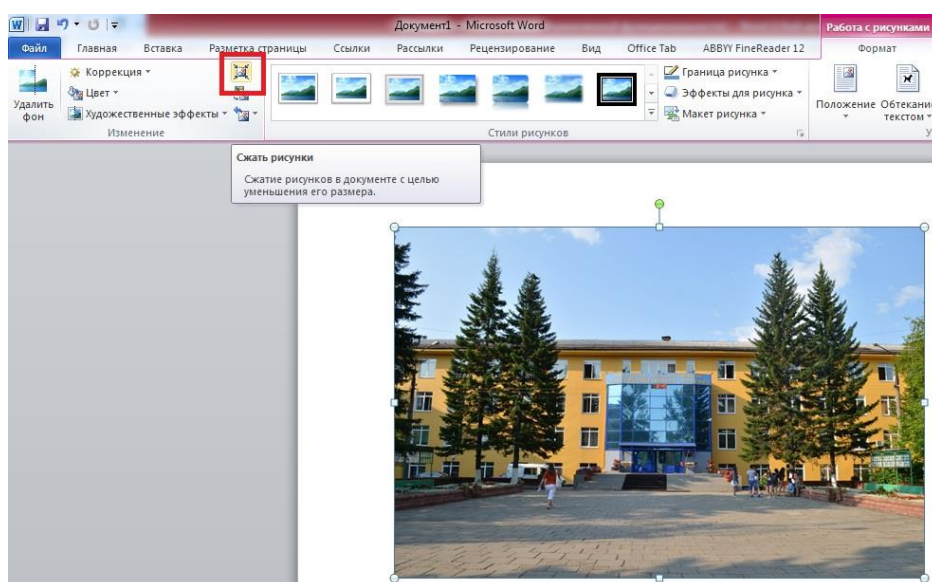 Документ1 - Microsoft Word
Работа с рисунками
Файл Главная Вставка Разметка страницы Ссылки Рассылки Рецензирование Вид Office Tab ABBYY FineReader 12 Формат
Коррекция
Цвет
Художественные эффекты
Удалить
фон
Изменение
Граница рисунка
Эффекты для рисунка
Макет рисунка
Стили рисунков
Положение Обтекани
текстом
У
Сжать рисунки
Сжатие рисунков в документе с целью
уменьшения его размера.